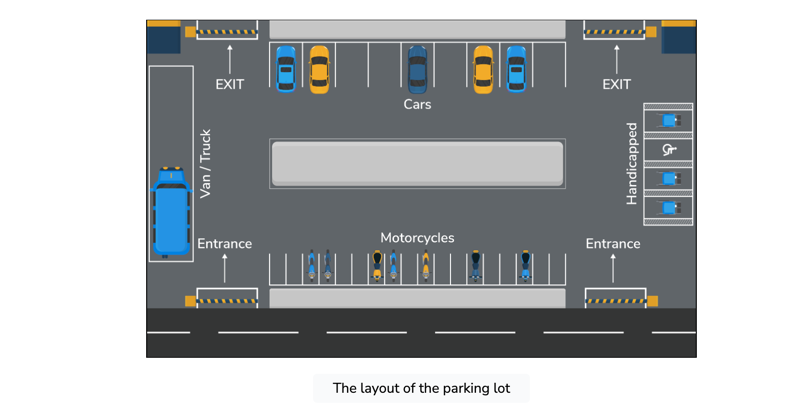 EXIT
EXIT
Cars
Van / Truck
Handicapped
Motorcycles
Entrance
Entrance
The layout of the parking lot